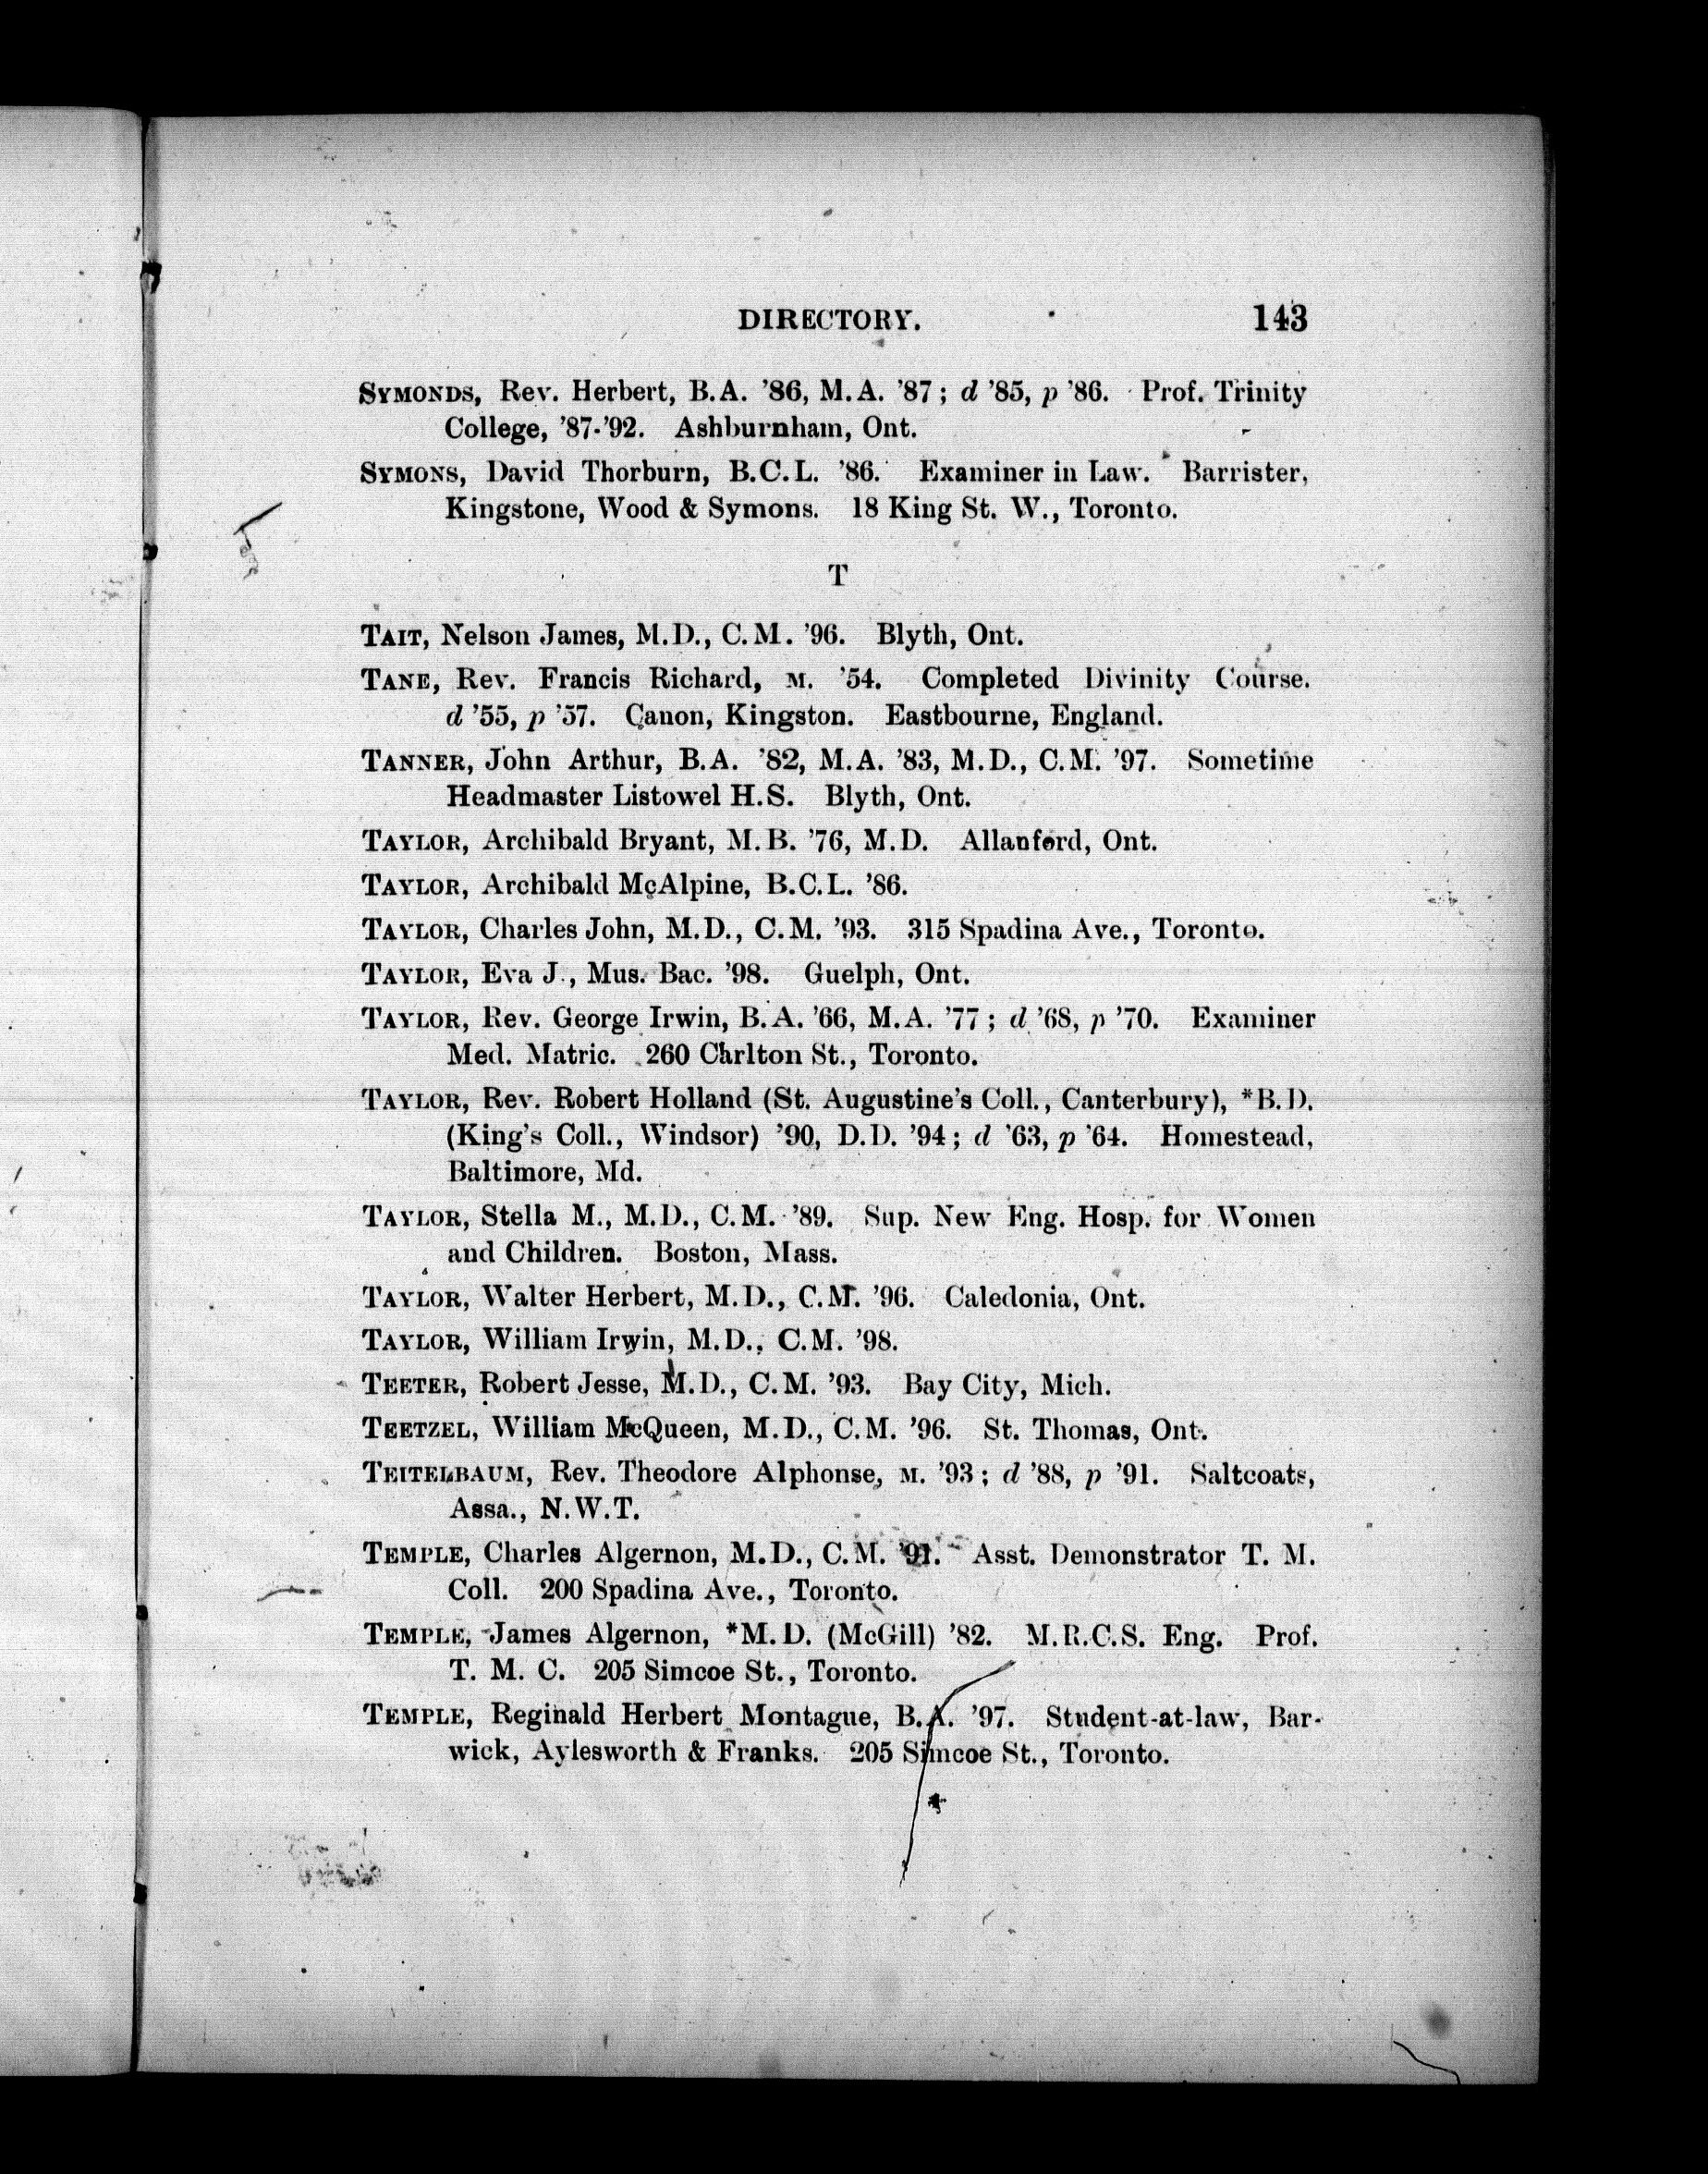 DIRECTORY. 143
SYMONDS, Rev. Herbert, B.A. '86, M.A. '87; d '85, p '86. Prof. Trinity
College, '87-'92. Ashburnham, Ont.
SYMONS, David Thorburn, B.C.L. '86. Examiner in Law. Barrister,
Kingstone, Wood & Symons. 18 King St. W., Toronto.
T
TAIT, Nelson James, M.D., C.M. '96. Blyth, Ont.
TANE, Rev. Francis Richard, M. '54. Completed Divinity Course.
d '55, p '57. Canon, Kingston. Eastbourne, England.
TANNER, John Arthur, B.A. '82, M.A. '83, M.D., C.M. '97. Sometime
Headmaster Listowel H.S. Blyth, Ont.
TAYLOR, Archibald Bryant, M.B. '76, M.D. Allanford, Ont.
TAYLOR, Archibald McAlpine, B.C.L. '86.
TAYLOR, Charles John, M.D., C.M. '93. 315 Spadina Ave., Toronto.
TAYLOR, Eva J., Mus. Bac. '98. Guelph, Ont.
TAYLOR, Rev. George Irwin, B.A. '66, M.A. '77; d '68, p '70. Examiner
Med. Matric. 260 Chrlton St., Toronto.
TAYLOR, Rev. Robert Holland (St. Augustine's Coll., Canterbury), *B.D.
(King's Coll., Windsor) '90, D.D. '94; d '63, p '64. Homestead,
Baltimore, Md.
TAYLOR, Stella M., M.D., C.M. '89. Sup. New Eng. Hosp. for Women
and Children. Boston, Mass.
TAYLOR, Walter Herbert, M.D., C.M. '96. Caledonia, Ont.
TAYLOR, William Irwin, M.D., C.M. '98.
TEETER, Robert Jesse, M.D., C.M. '93. Bay City, Mich.
TEETZEL, William McQueen, M.D., C.M. '96. St. Thomas, Ont.
TEITELBAUM, Rev. Theodore Alphonse, M. '93; d '88, p '91. Saltcoats,
Assa., N.W.T.
TEMPLE, Charles Algernon, M.D., C.M. '91. Asst. Demonstrator T. M.
Coll. 200 Spadina Ave., Toronto.
TEMPLE, James Algernon, *M.D. (McGill) '82. M.R.C.S. Eng. Prof.
T. M. C. 205 Simcoe St., Toronto.
TEMPLE, Reginald Herbert Montague, B.A. '97. Student-at-law, Bar-
wick, Aylesworth & Franks. 205 Simcoe St., Toronto.